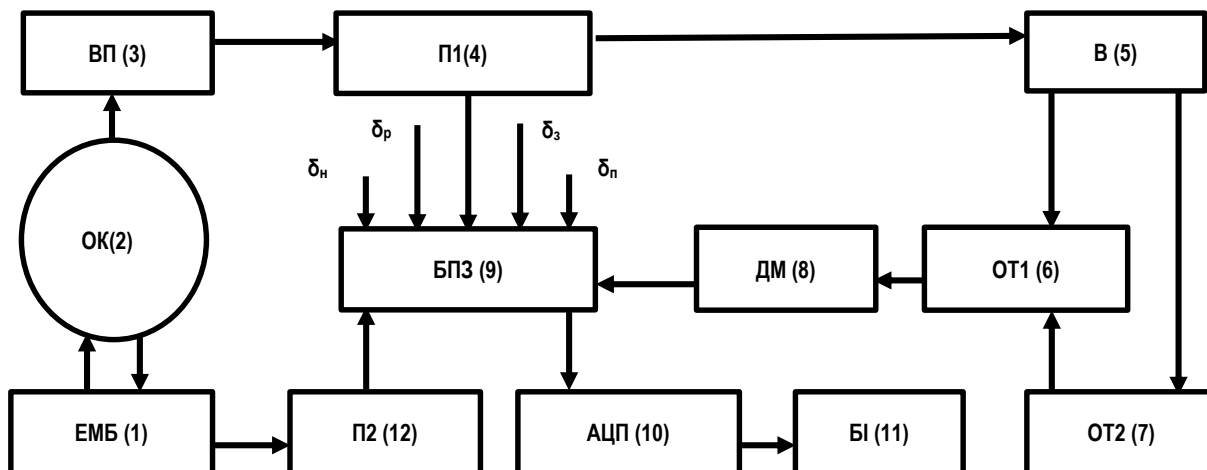 ВП (3)
П1(4)
В (5)
δр
δз
δн
δп
ОК(2)
БПЗ (9)
ДМ (8)
ОТ1 (6)
ЕМБ (1)
П2 (12)
АЦП (10)
БІ (11)
ОТ2 (7)